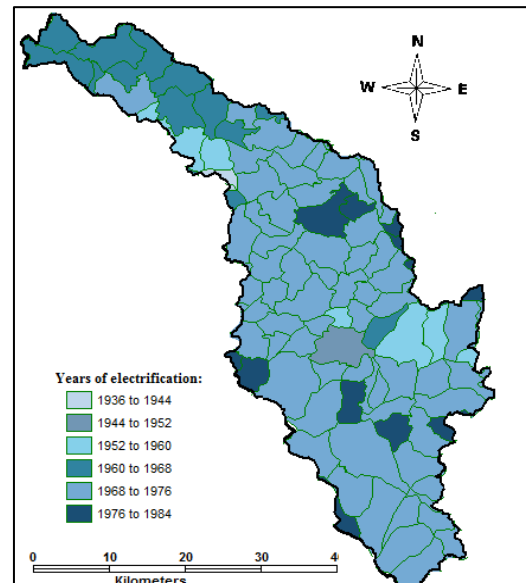 N
W E
S
Years of electrification:
1936 to 1944
1944 to 1952
1952 to 1960
1960 to 1968
1968 to 1976
1976 to 1984
0 10 20 30
Kilometers